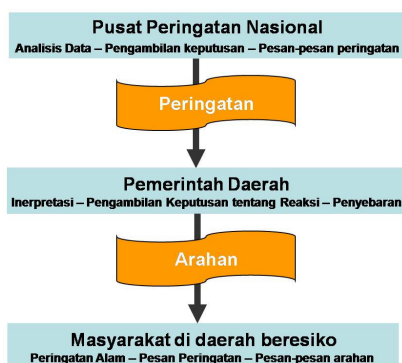 Pusat Peringatan Nasional
Analisis Data – Pengambilan keputusan – Pesan-pesan peringatan
Peringatan
Pemerintah Daerah
Inerpretasi – Pengambilan Keputusan tentang Reaksi – Penyebaran
Arahan
Masyarakat di daerah beresiko
Peringatan Alam – Pesan Peringatan – Pesan-pesan arahan